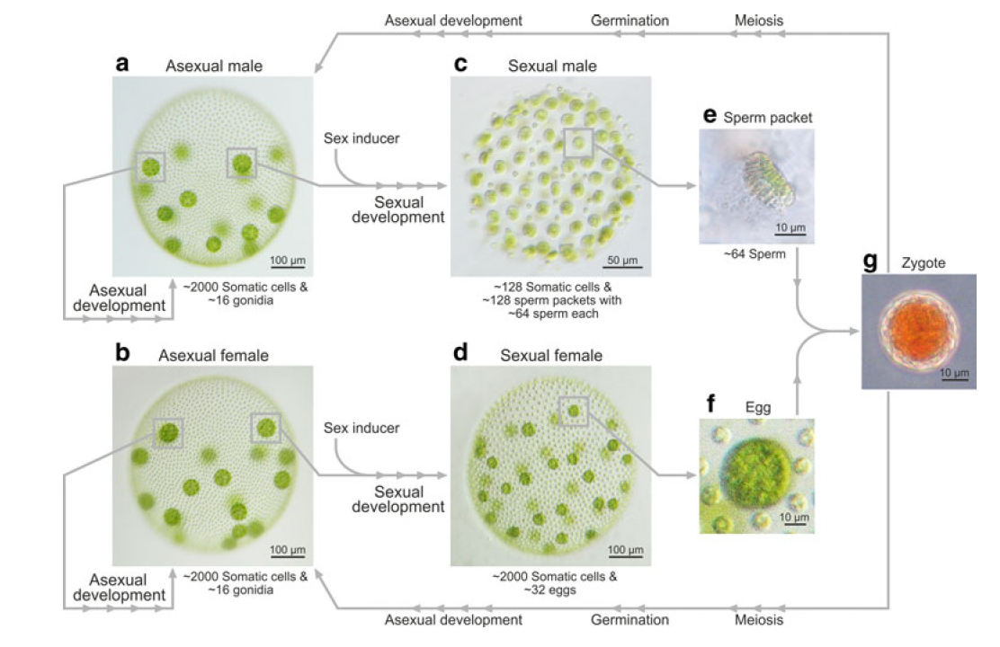 Asexual development
Germination
Meiosis
a
Asexual male
c
Sexual male
e
Sperm packet
Sex inducer
Sexual
development
100 µm
50 µm
10 µm
~64 Sperm
g
Zygote
10 µm
Asexual
development
~2000 Somatic cells &
~16 gonidia
~128 Somatic cells &
~128 sperm packets with
~64 sperm each
b
Asexual female
d
Sexual female
f
Egg
Sex inducer
Sexual
development
100 µm
100 µm
10 µm
Asexual
development
~2000 Somatic cells &
~16 gonidia
~2000 Somatic cells &
~32 eggs
Asexual development
Germination
Meiosis